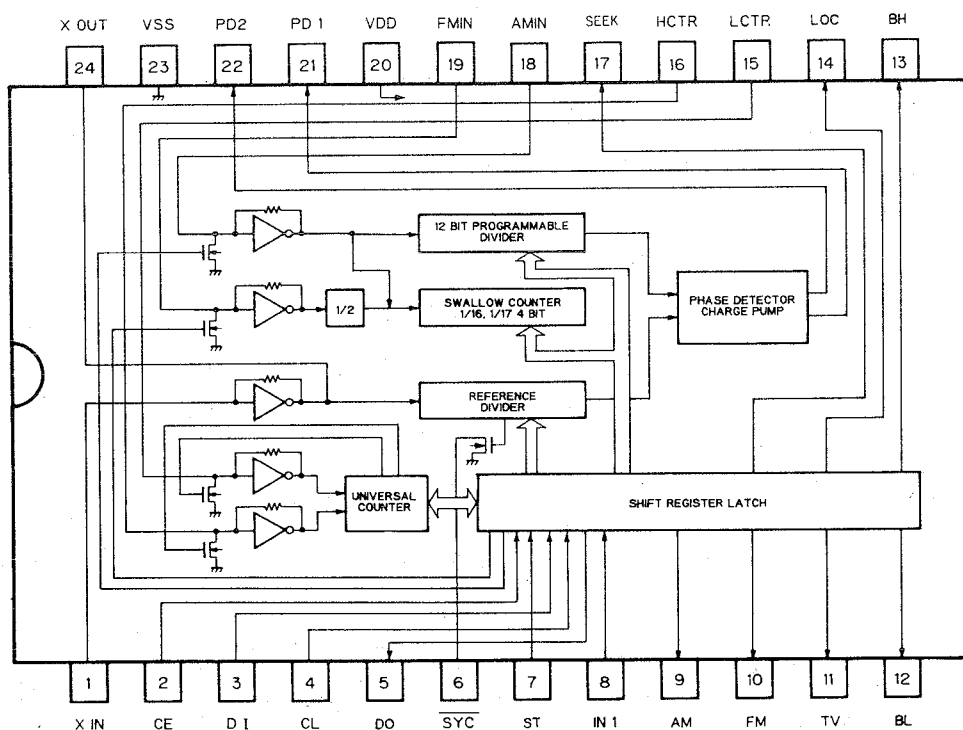 X OUT VSS PD2 PD 1 VDD FMIN AMIN SEEK HCTR LCTR LOC BH
24 23 22 21 20 19 18 17 16 15 14 13
12 BIT PROGRAMMABLE
DIVIDER
SWALLOW COUNTER
1/16, 1/17 4 BIT
1/2
PHASE DETECTOR
CHARGE PUMP
REFERENCE
DIVIDER
UNIVERSAL
COUNTER
SHIFT REGISTER LATCH
1 2 3 4 5 6 7 8 9 10 11 12
X IN CE D I CL DO SYC ST IN 1 AM FM TV BL